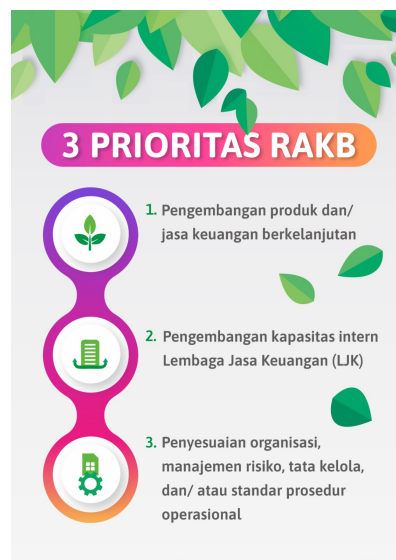 3 PRIORITAS RAKB
1. Pengembangan produk dan/
jasa keuangan berkelanjutan
2. Pengembangan kapasitas intern
Lembaga Jasa Keuangan (LJK)
3. Penyesuaian organisasi,
manajemen risiko, tata kelola,
dan/ atau standar prosedur
operasional